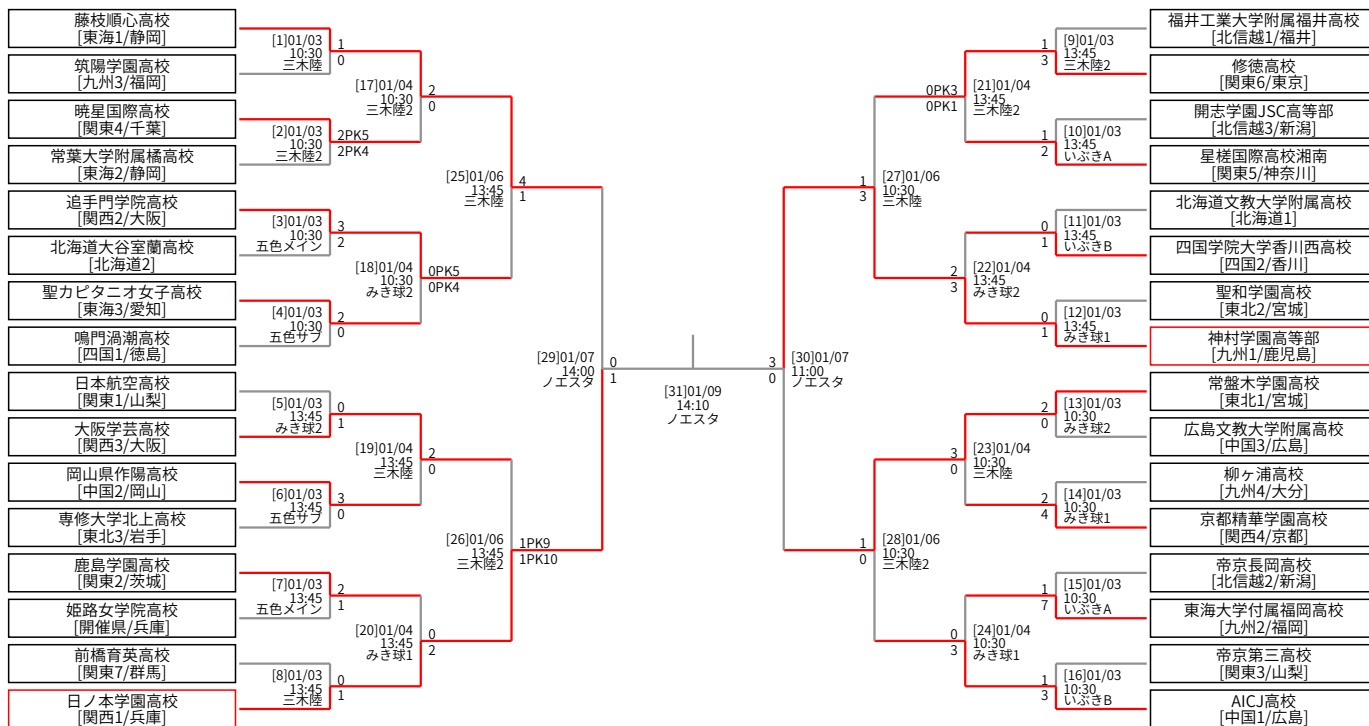 藤枝順心高校
[東海1/静岡]
筑陽学園高校
[九州3/福岡]
暁星国際高校
[関東4/千葉]
常葉大学附属橘高校
[東海2/静岡]
追手門学院高校
[関西2/大阪]
北海道大谷室蘭高校
[北海道2]
聖カピタニオ女子高校
[東海3/愛知]
鳴門渦潮高校
[四国1/徳島]
日本航空高校
[関東1/山梨]
大阪学芸高校
[関西3/大阪]
岡山県作陽高校
[中国2/岡山]
専修大学北上高校
[東北3/岩手]
鹿島学園高校
[関東2/茨城]
姫路女学院高校
[開催県/兵庫]
前橋育英高校
[関東7/群馬]
日ノ本学園高校
[関西1/兵庫]
[1]01/03
10:30
三木陸
1
0
[2]01/03
10:30
三木陸2
2PK5
2PK4
[3]01/03
10:30
五色メイン
3
2
[4]01/03
10:30
五色サブ
2
0
[5]01/03
13:45
みき球2
0
1
[6]01/03
13:45
五色サブ
3
0
[7]01/03
13:45
五色メイン
2
1
[8]01/03
13:45
三木陸
0
1
[17]01/04
10:30
三木陸2
2
0
[18]01/04
10:30
みき球2
0PK5
0PK4
[19]01/04
13:45
三木陸
2
0
[20]01/04
13:45
みき球1
0
2
[25]01/06
13:45
三木陸
4
1
[26]01/06
13:45
三木陸2
1PK9
1PK10
[29]01/07
14:00
ノエスタ
0
1
[31]01/09
14:10
ノエスタ
3
0
[30]01/07
11:00
ノエスタ
1
3
[27]01/06
10:30
三木陸
1
0
[28]01/06
10:30
三木陸2
0PK3
0PK1
[21]01/04
13:45
三木陸2
2
3
[22]01/04
13:45
みき球2
3
0
[23]01/04
10:30
三木陸
0
3
[24]01/04
10:30
みき球1
1
3
[9]01/03
13:45
三木陸2
1
2
[10]01/03
13:45
いぶきA
0
1
[11]01/03
13:45
いぶきB
0
1
[12]01/03
13:45
みき球1
2
0
[13]01/03
10:30
みき球2
2
4
[14]01/03
10:30
みき球1
1
7
[15]01/03
10:30
いぶきA
1
3
[16]01/03
10:30
いぶきB
福井工業大学附属福井高校
[北信越1/福井]
修徳高校
[関東6/東京]
開志学園JSC高等部
[北信越3/新潟]
星槎国際高校湘南
[関東5/神奈川]
北海道文教大学附属高校
[北海道1]
四国学院大学香川西高校
[四国2/香川]
聖和学園高校
[東北2/宮城]
神村学園高等部
[九州1/鹿児島]
常盤木学園高校
[東北1/宮城]
広島文教大学附属高校
[中国3/広島]
柳ヶ浦高校
[九州4/大分]
京都精華学園高校
[関西4/京都]
帝京長岡高校
[北信越2/新潟]
東海大学付属福岡高校
[九州2/福岡]
帝京第三高校
[関東3/山梨]
AICJ高校
[中国1/広島]